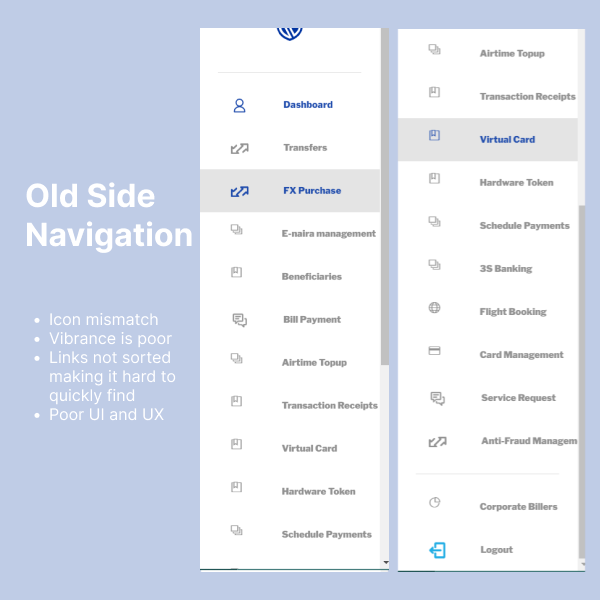 Old Side
Navigation
• Icon mismatch
• Vibrance is poor
• Links not sorted
making it hard to
quickly find
• Poor UI and UX
Dashboard
Transfers
FX Purchase
E-naira management
Beneficiaries
Bill Payment
Airtime Topup
Transaction Receipts
Virtual Card
Hardware Token
Schedule Payments
Airtime Topup
Transaction Receipts
Virtual Card
Hardware Token
Schedule Payments
3S Banking
Flight Booking
Card Management
Service Request
Anti-Fraud Managem
Corporate Billers
Logout